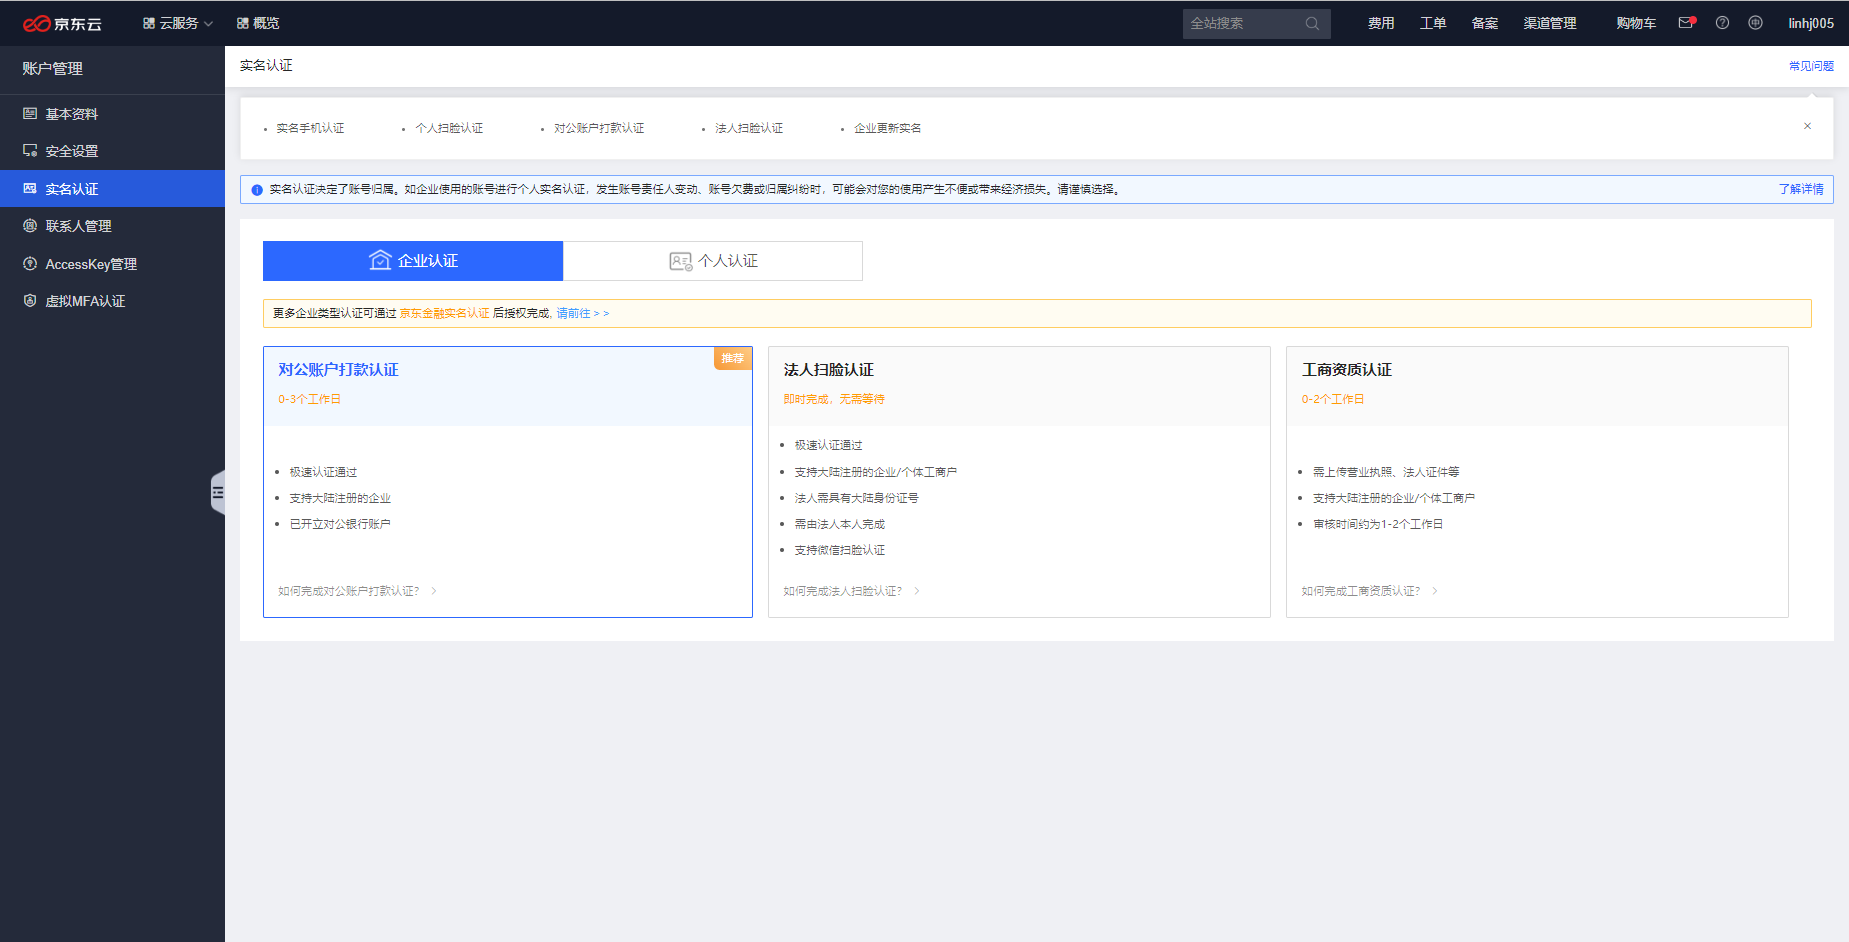 京东云 云服务 概览 全站搜索 费用 工单 备案 渠道管理 购物车 linhj005
账户管理
基本资料
安全设置
实名认证
联系人管理
AccessKey管理
虚拟MFA认证
实名认证 常见问题
实名手机认证 个人扫脸认证 对公账户打款认证 法人扫脸认证 企业更新实名
实名认证决定了账号归属。如企业使用的账号进行个人实名认证，发生账号责任人变动、账号欠费或归属纠纷时，可能会对您的使用产生不便或带来经济损失。请谨慎选择。 了解详情
企业认证 个人认证
更多企业类型认证可通过 京东金融实名认证 后授权完成, 请前往 > >
对公账户打款认证 推荐
0-3个工作日
极速认证通过
支持大陆注册的企业
已开立对公银行账户
如何完成对公账户打款认证?
法人扫脸认证
即时完成，无需等待
极速认证通过
支持大陆注册的企业/个体工商户
法人需具有大陆身份证号
需由法人本人完成
支持微信扫脸认证
如何完成法人扫脸认证?
工商资质认证
0-2个工作日
需上传营业执照、法人证件等
支持大陆注册的企业/个体工商户
审核时间约为1-2个工作日
如何完成工商资质认证?